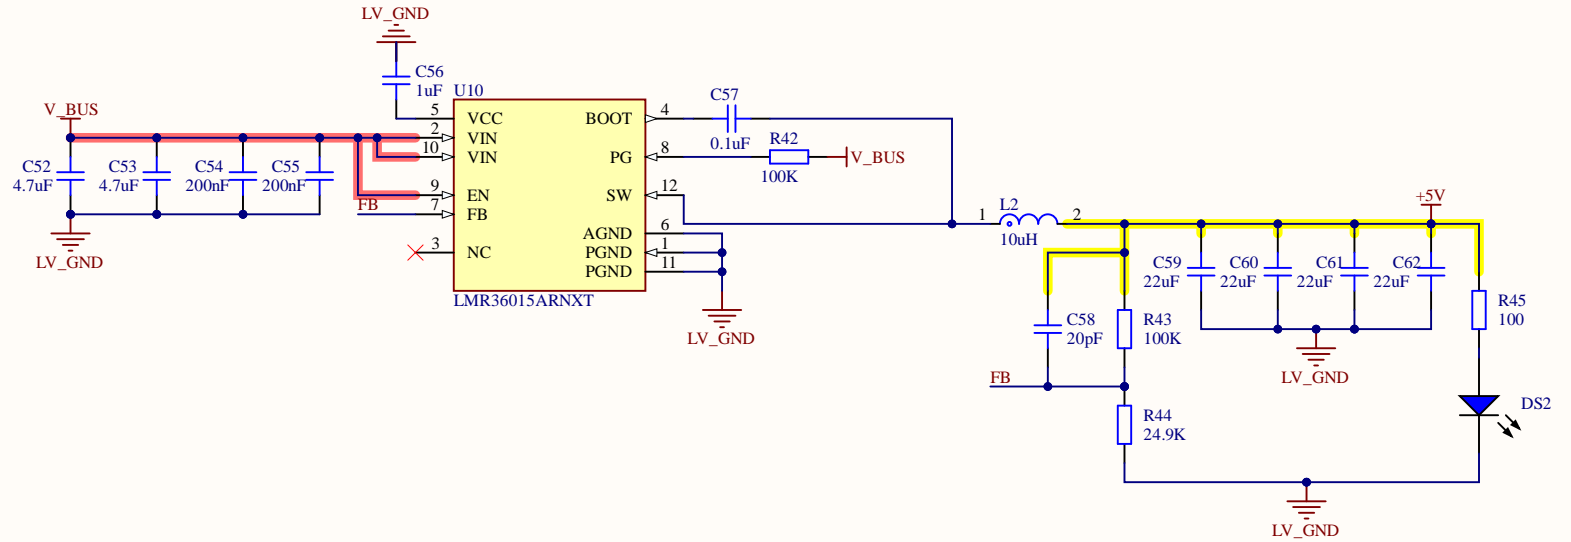 LV_GND
C56
1uF
U10
V_BUS
5
VCC
2
VIN
10
VIN
9
EN
FB
7
FB
3
NC
BOOT
4
PG
8
SW
12
AGND
6
PGND
1
PGND
11
LMR36015ARNXT
C52
4.7uF
C53
4.7uF
C54
200nF
C55
200nF
LV_GND
C57
0.1uF
R42
100K
V_BUS
LV_GND
1
L2
10uH
2
+5V
C59
22uF
C60
22uF
C61
22uF
C62
22uF
R45
100
C58
20pF
R43
100K
LV_GND
FB
R44
24.9K
DS2
LV_GND